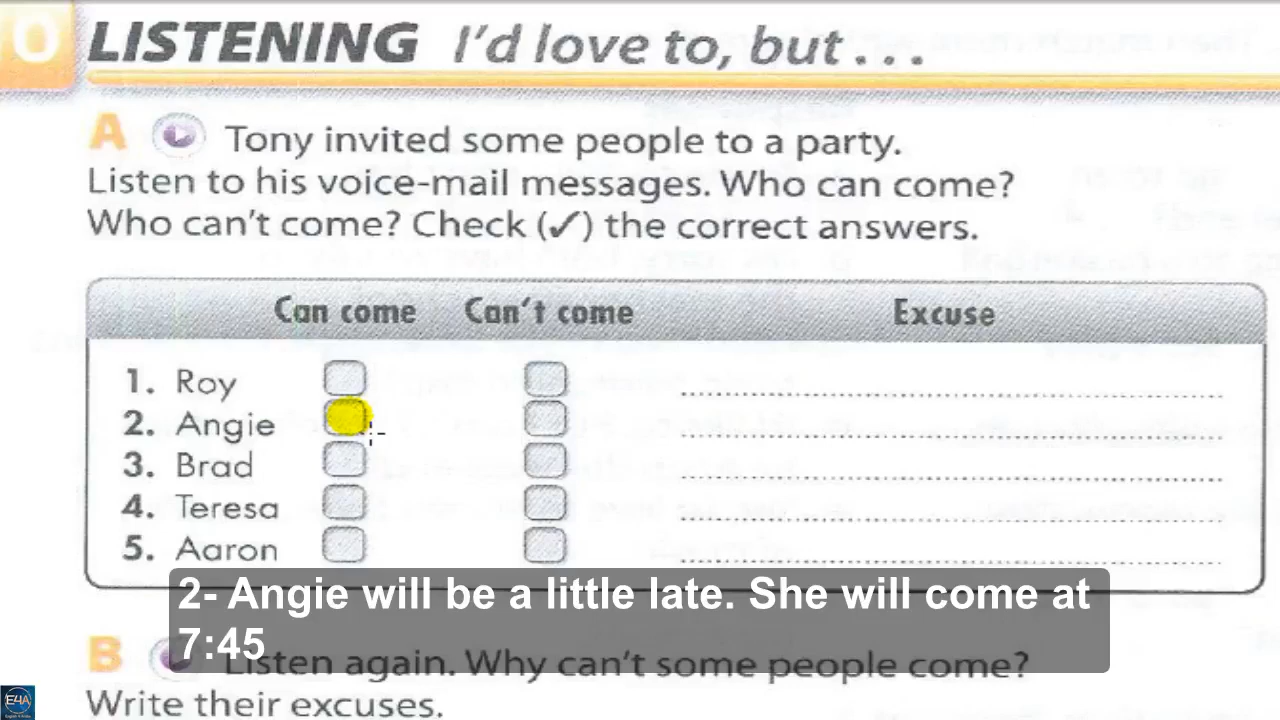 0 LISTENING I'd love to, but . . .
A Tony invited some people to a party.
Listen to his voice-mail messages. Who can come?
Who can't come? Check (✓) the correct answers.
Can come Can't come Excuse
1. Roy
2. Angie
3. Brad
4. Teresa
5. Aaron
2- Angie will be a little late. She will come at
7:45
B Listen again. Why can't some people come?
Write their excuses.
E4A